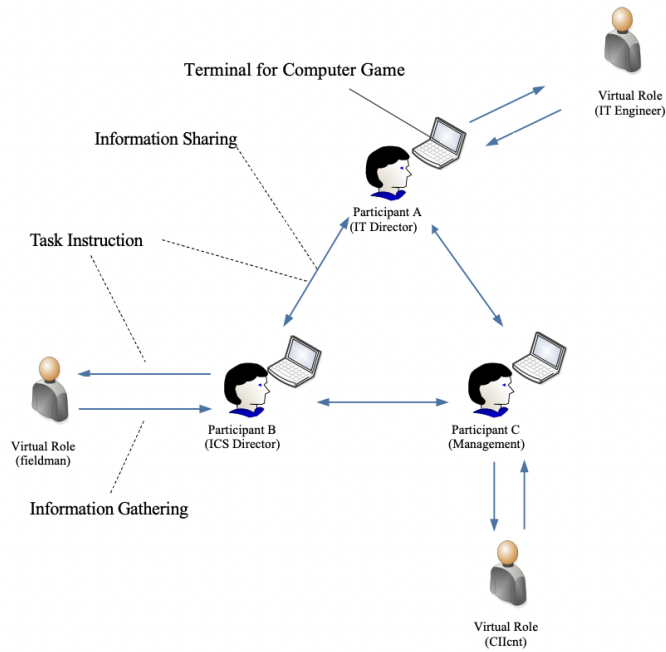 Terminal for Computer Game
Virtual Role
(IT Engineer)
Information Sharing
Participant A
(IT Director)
Task Instruction
Participant B
(ICS Director)
Participant C
(Management)
Virtual Role
(fieldman)
Information Gathering
Virtual Role
(CIIcnt)